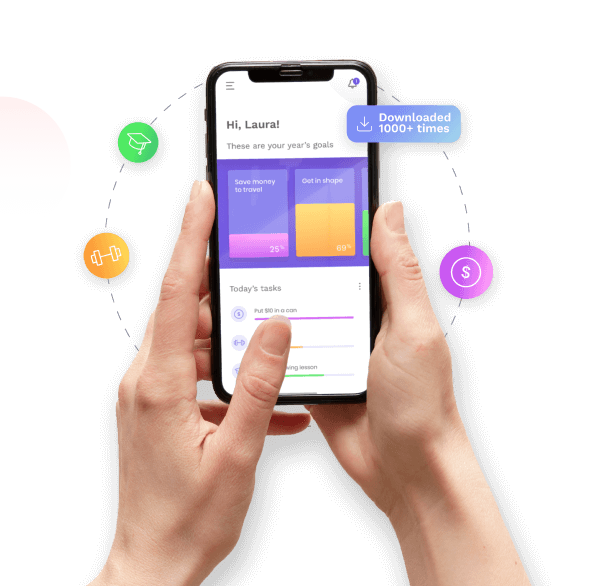 Hi, Laura!
These are your year's goals
Downloaded
1000+ times
Save money
to travel
25%
Get in shape
69%
Today's tasks
Put $10 in a can
lesson